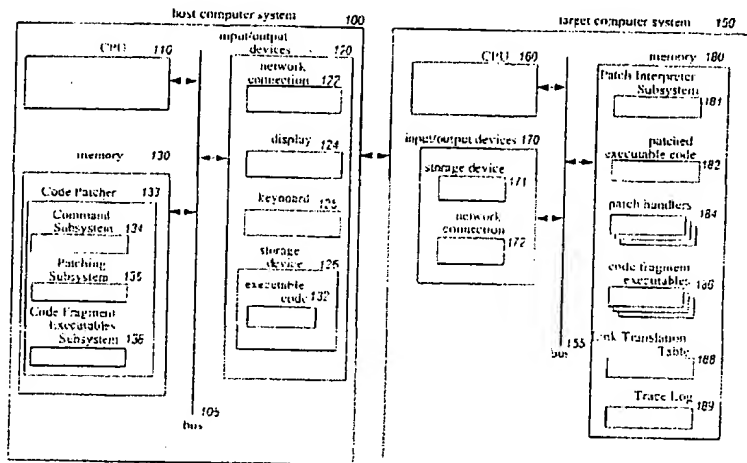 host computer system 100
CPU 110
input/output
devices 120
network
connection 122
display
124
keyboard
125
storage
device 126
executable
code 132
memory
130
Code Patcher 133
Command
Subsystem 134
Patching
Subsystem 135
Code Fragment
Executables
Subsystem 136
105
bus
target computer system 150
CPU 160
input/output devices 170
storage device
171
network
connection 172
155
bus
memory 180
Patch Interpreter
Subsystem
181
patched
executable code
182
patch handlers
184
code fragment
executables
186
Link Translation
Table
188
Trace Log
189